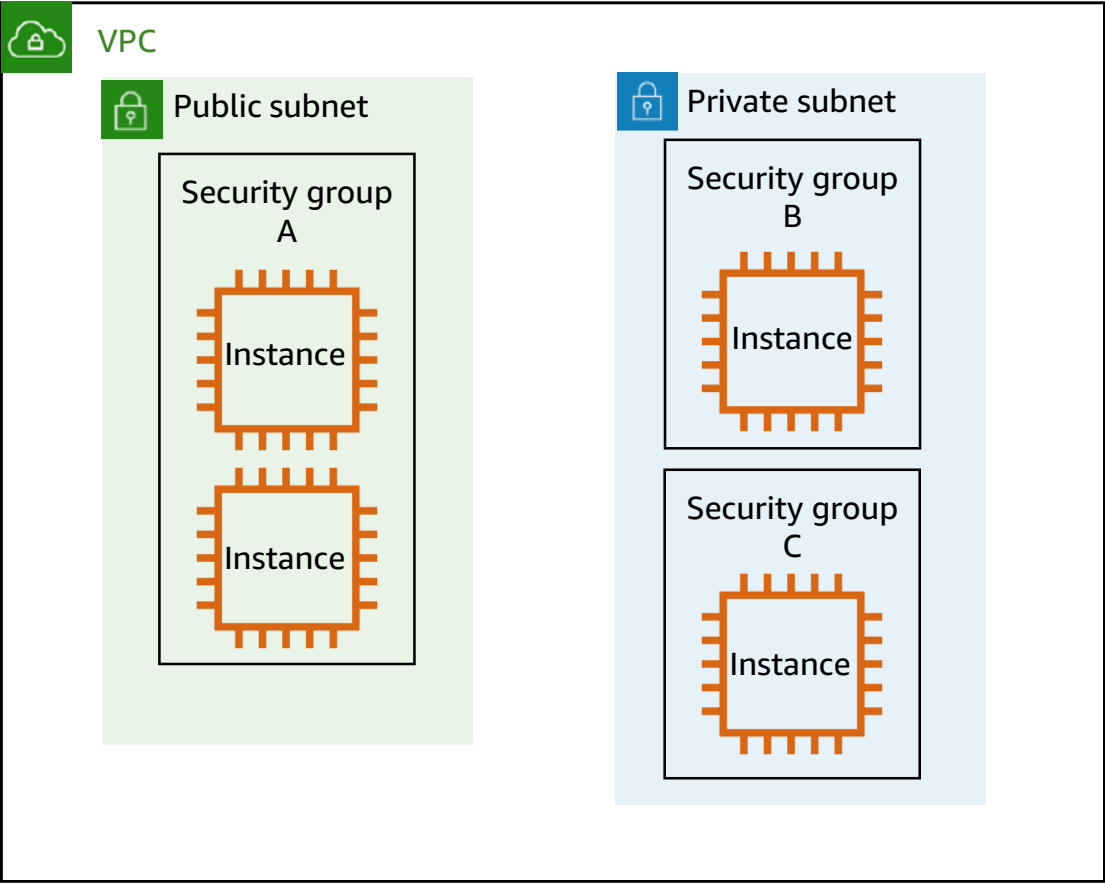 VPC
Public subnet
Security group
A
Instance
Instance
Private subnet
Security group
B
Instance
Security group
C
Instance